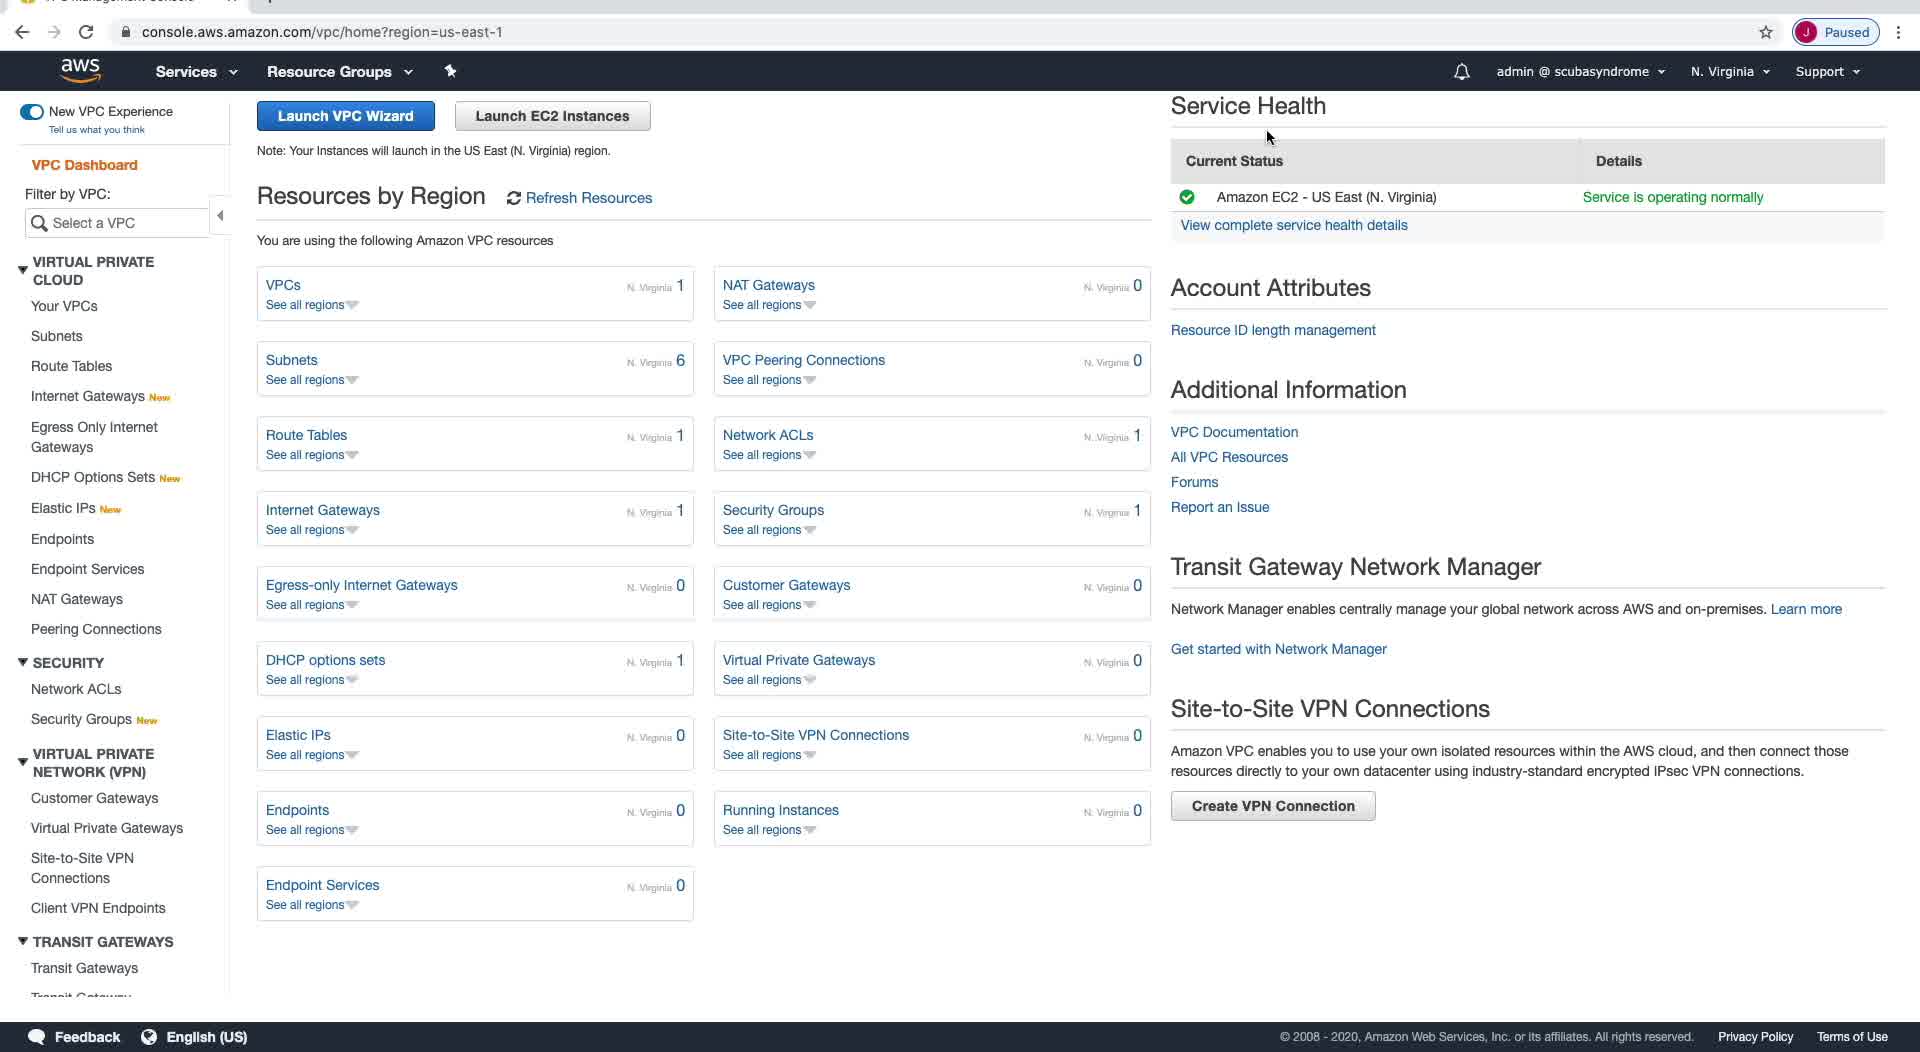 console.aws.amazon.com/vpc/home?region=us-east-1
J
Paused
aws
Services
Resource Groups
admin @ scubasyndrome
N. Virginia
Support
New VPC Experience
Tell us what you think
VPC Dashboard
Filter by VPC:
Select a VPC
VIRTUAL PRIVATE
CLOUD
Your VPCs
Subnets
Route Tables
Internet Gateways New
Egress Only Internet
Gateways
DHCP Options Sets New
Elastic IPs New
Endpoints
Endpoint Services
NAT Gateways
Peering Connections
SECURITY
Network ACLs
Security Groups New
VIRTUAL PRIVATE
NETWORK (VPN)
Customer Gateways
Virtual Private Gateways
Site-to-Site VPN
Connections
Client VPN Endpoints
TRANSIT GATEWAYS
Transit Gateways
Transit Gateway
Launch VPC Wizard
Launch EC2 Instances
Note: Your Instances will launch in the US East (N. Virginia) region.
Resources by Region
Refresh Resources
You are using the following Amazon VPC resources
VPCs N. Virginia 1
See all regions
NAT Gateways N. Virginia 0
See all regions
Subnets N. Virginia 6
See all regions
VPC Peering Connections N. Virginia 0
See all regions
Route Tables N. Virginia 1
See all regions
Network ACLs N. Virginia 1
See all regions
Internet Gateways N. Virginia 1
See all regions
Security Groups N. Virginia 1
See all regions
Egress-only Internet Gateways N. Virginia 0
See all regions
Customer Gateways N. Virginia 0
See all regions
DHCP options sets N. Virginia 1
See all regions
Virtual Private Gateways N. Virginia 0
See all regions
Elastic IPs N. Virginia 0
See all regions
Site-to-Site VPN Connections N. Virginia 0
See all regions
Endpoints N. Virginia 0
See all regions
Running Instances N. Virginia 0
See all regions
Endpoint Services N. Virginia 0
See all regions
Service Health
Current Status Details
Amazon EC2 - US East (N. Virginia) Service is operating normally
View complete service health details
Account Attributes
Resource ID length management
Additional Information
VPC Documentation
All VPC Resources
Forums
Report an Issue
Transit Gateway Network Manager
Network Manager enables centrally manage your global network across AWS and on-premises. Learn more
Get started with Network Manager
Site-to-Site VPN Connections
Amazon VPC enables you to use your own isolated resources within the AWS cloud, and then connect those
resources directly to your own datacenter using industry-standard encrypted IPsec VPN connections.
Create VPN Connection
Feedback
English (US)
© 2008 - 2020, Amazon Web Services, Inc. or its affiliates. All rights reserved.
Privacy Policy
Terms of Use